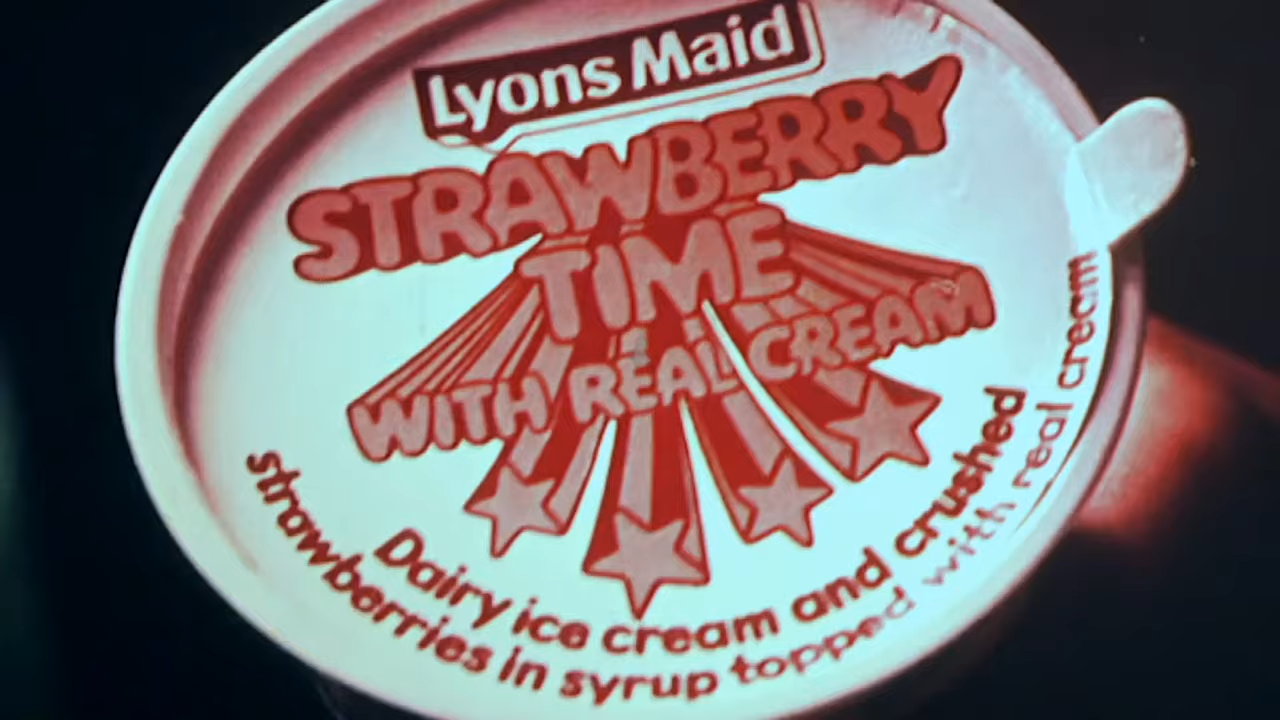 Lyons Maid
STRAWBERRY
TIME
WITH REAL CREAM
Dairy ice cream and crushed
strawberries in syrup topped with real cream